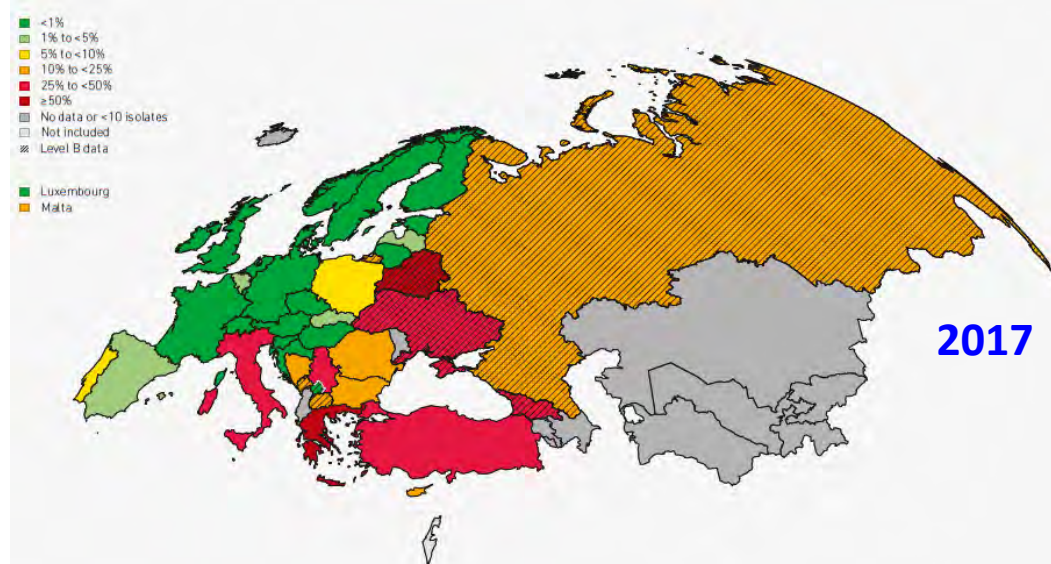 <1%
1% to <5%
5% to <10%
10% to <25%
25% to <50%
≥50%
No data or <10 isolates
Not included
Level B data
Luxembourg
Malta
2017